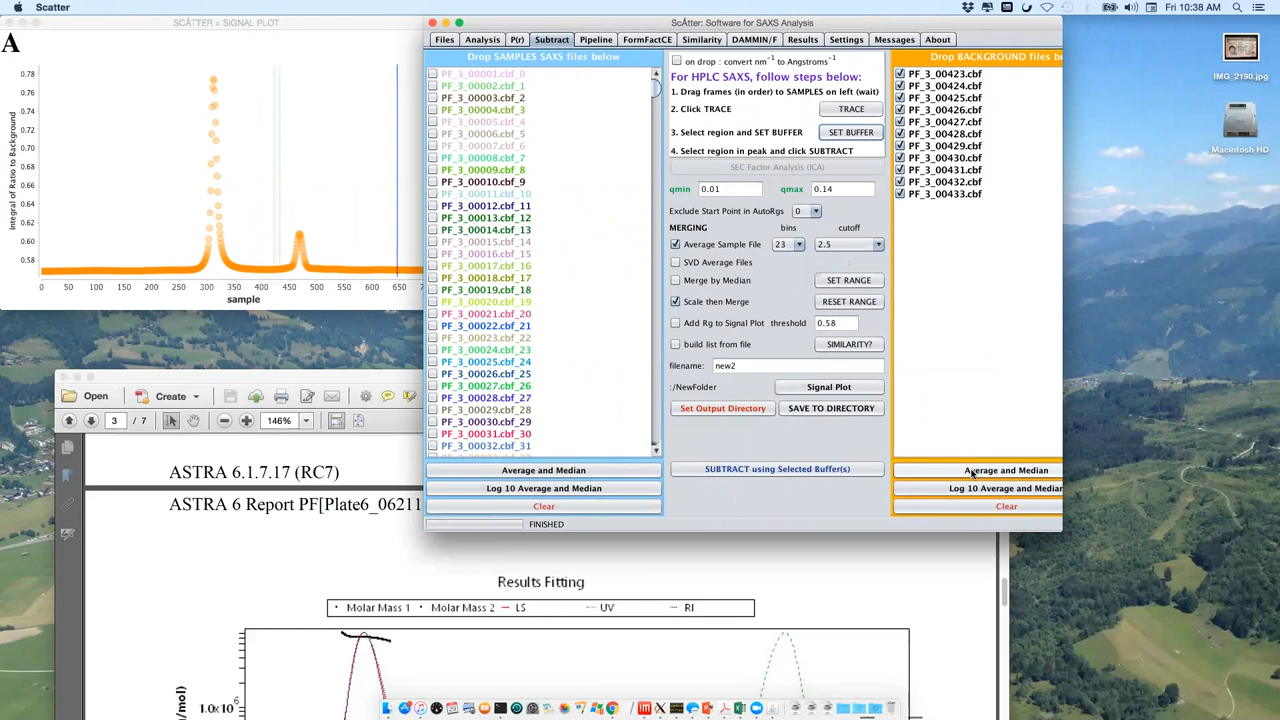 Scatter
Fri 10:38 AM
SCÅTTER ≈ SIGNAL PLOT
A
Integral of Ratio to Background
0.78
0.74
0.72
0.70
0.68
0.66
0.64
0.62
0.60
0.58
0 50 100 150 200 250 300 350 400 450 500 550 600 650
sample
ScÅtter: Software for SAXS Analysis
Files Analysis P(r) Subtract Pipeline FormFactCE Similarity DAMMIN/F Results Settings Messages About
Drop SAMPLES SAXS files below
PF_3_00001.cbf_0
PF_3_00002.cbf_1
PF_3_00003.cbf_2
PF_3_00004.cbf_3
PF_3_00005.cbf_4
PF_3_00006.cbf_5
PF_3_00007.cbf_6
PF_3_00008.cbf_7
PF_3_00009.cbf_8
PF_3_00010.cbf_9
PF_3_00011.cbf_10
PF_3_00012.cbf_11
PF_3_00013.cbf_12
PF_3_00014.cbf_13
PF_3_00015.cbf_14
PF_3_00016.cbf_15
PF_3_00017.cbf_16
PF_3_00018.cbf_17
PF_3_00019.cbf_18
PF_3_00020.cbf_19
PF_3_00021.cbf_20
PF_3_00022.cbf_21
PF_3_00023.cbf_22
PF_3_00024.cbf_23
PF_3_00025.cbf_24
PF_3_00026.cbf_25
PF_3_00027.cbf_26
PF_3_00028.cbf_27
PF_3_00029.cbf_28
PF_3_00030.cbf_29
PF_3_00031.cbf_30
PF_3_00032.cbf_31
Average and Median
Log 10 Average and Median
Clear
FINISHED
on drop : convert nm⁻¹ to Angstroms⁻¹
For HPLC SAXS, follow steps below:
1. Drag frames (in order) to SAMPLES on left (wait)
2. Click TRACE TRACE
3. Select region and SET BUFFER SET BUFFER
4. Select region in peak and click SUBTRACT
SEC Factor Analysis (ICA)
qmin 0.01 qmax 0.14
Exclude Start Point in AutoRgs 0
MERGING bins cutoff
Average Sample File 23 2.5
SVD Average Files
Merge by Median SET RANGE
Scale then Merge RESET RANGE
Add Rg to Signal Plot threshold 0.58
build list from file SIMILARITY?
filename: new2
:/NewFolder Signal Plot
Set Output Directory SAVE TO DIRECTORY
SUBTRACT using Selected Buffer(s)
Drop BACKGROUND files be
PF_3_00423.cbf
PF_3_00424.cbf
PF_3_00425.cbf
PF_3_00426.cbf
PF_3_00427.cbf
PF_3_00428.cbf
PF_3_00429.cbf
PF_3_00430.cbf
PF_3_00431.cbf
PF_3_00432.cbf
PF_3_00433.cbf
Average and Median
Log 10 Average and Median
Clear
IMG_2190.jpg
Macintosh HD
Open Create
3 / 7 146%
ASTRA 6.1.7.17 (RC7)
ASTRA 6 Report PF[Plate6_06211
Results Fitting
Molar Mass 1 Molar Mass 2 LS UV RI
1.0x10⁶
/mol)